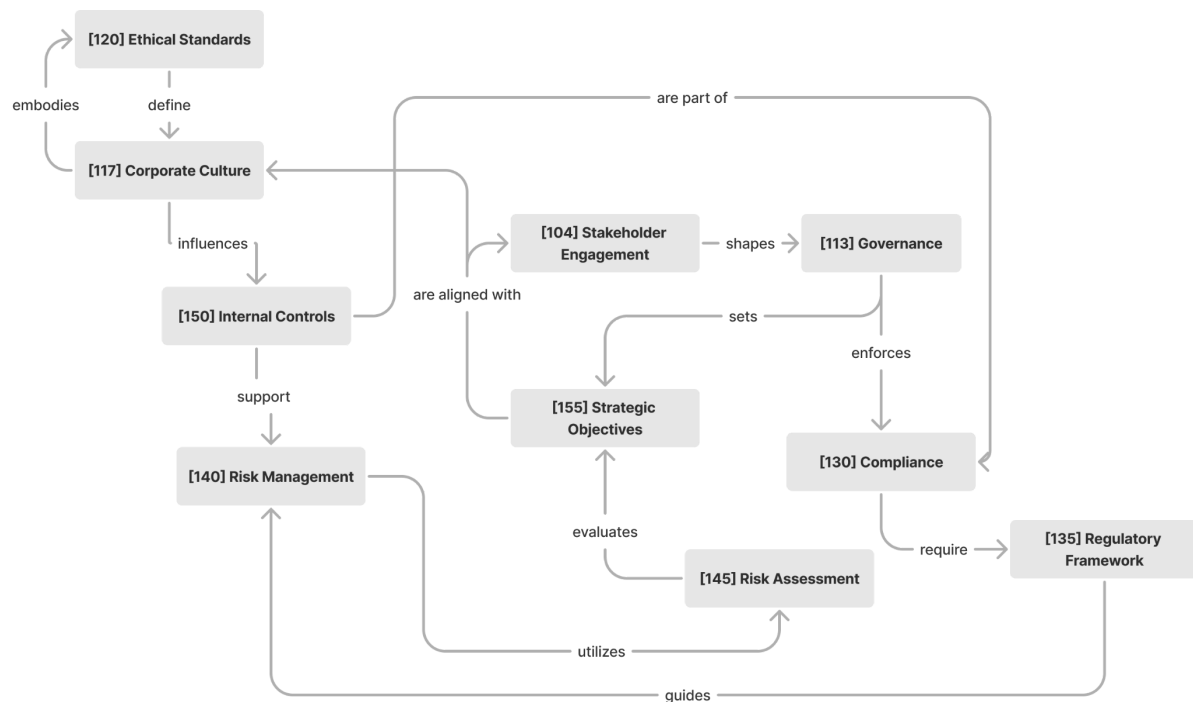 [120] Ethical Standards
are part of
embodies
define
[117] Corporate Culture
influences
[104] Stakeholder
Engagement
shapes
[113] Governance
are aligned with
[150] Internal Controls
sets
enforces
support
[155] Strategic
Objectives
[130] Compliance
[140] Risk Management
evaluates
require
[135] Regulatory
Framework
[145] Risk Assessment
utilizes
guides